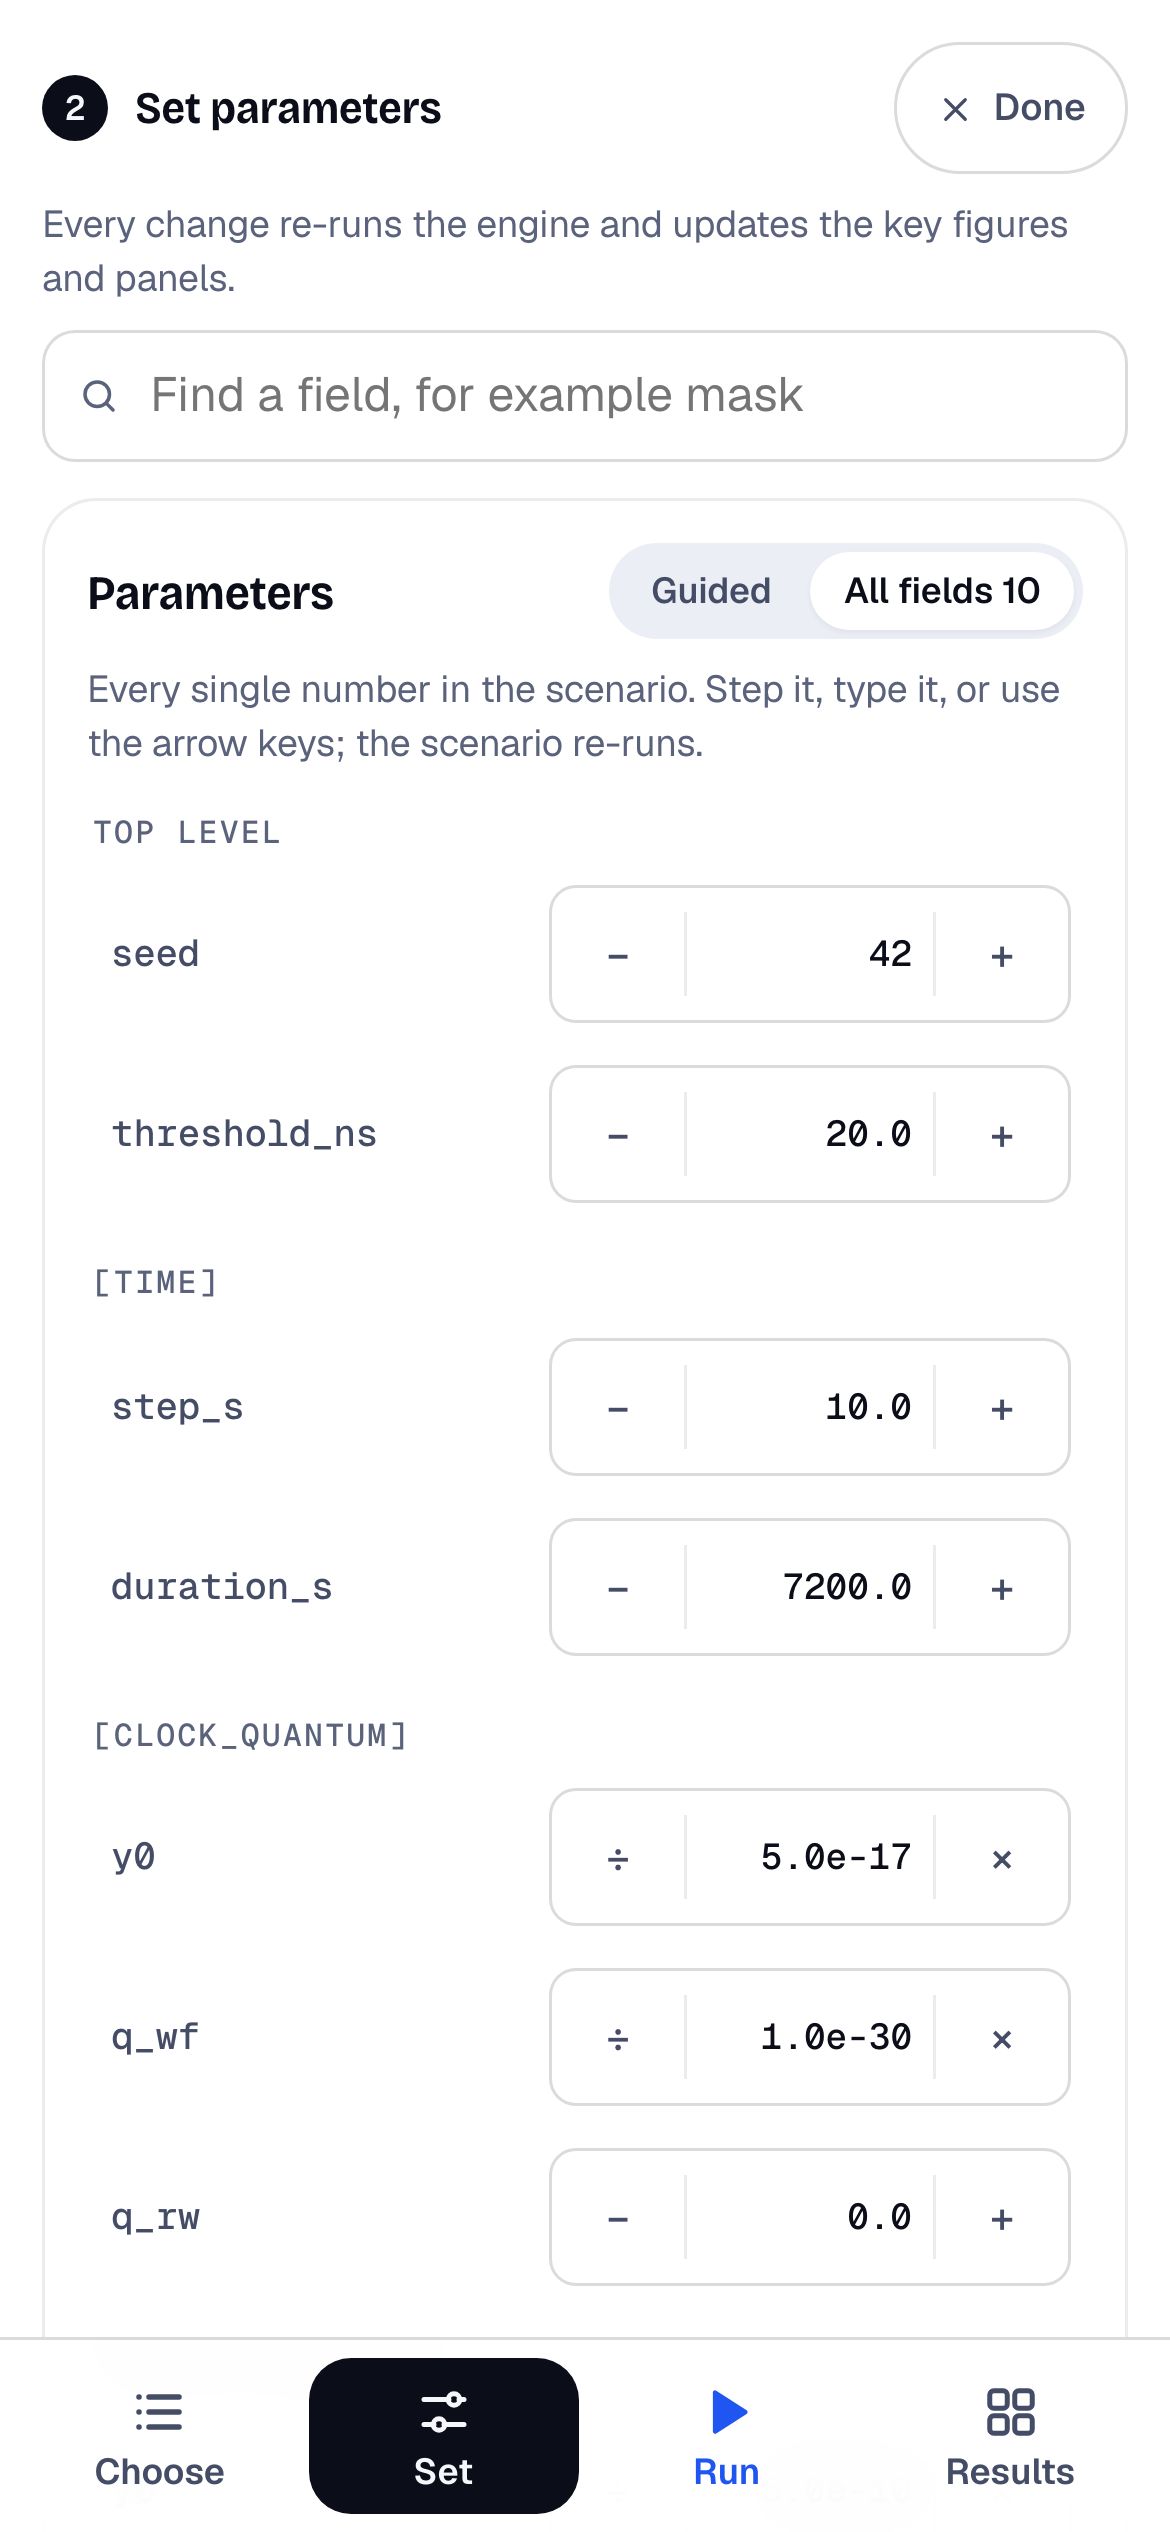 2 Set parameters
× Done
Every change re-runs the engine and updates the key figures
and panels.
Find a field, for example mask
Parameters
Guided
All fields 10
Every single number in the scenario. Step it, type it, or use
the arrow keys; the scenario re-runs.
TOP LEVEL
seed − 42 +
threshold_ns − 20.0 +
[TIME]
step_s − 10.0 +
duration_s − 7200.0 +
[CLOCK_QUANTUM]
y0 ÷ 5.0e-17 ×
q_wf ÷ 1.0e-30 ×
q_rw − 0.0 +
Choose
Set
Run
Results